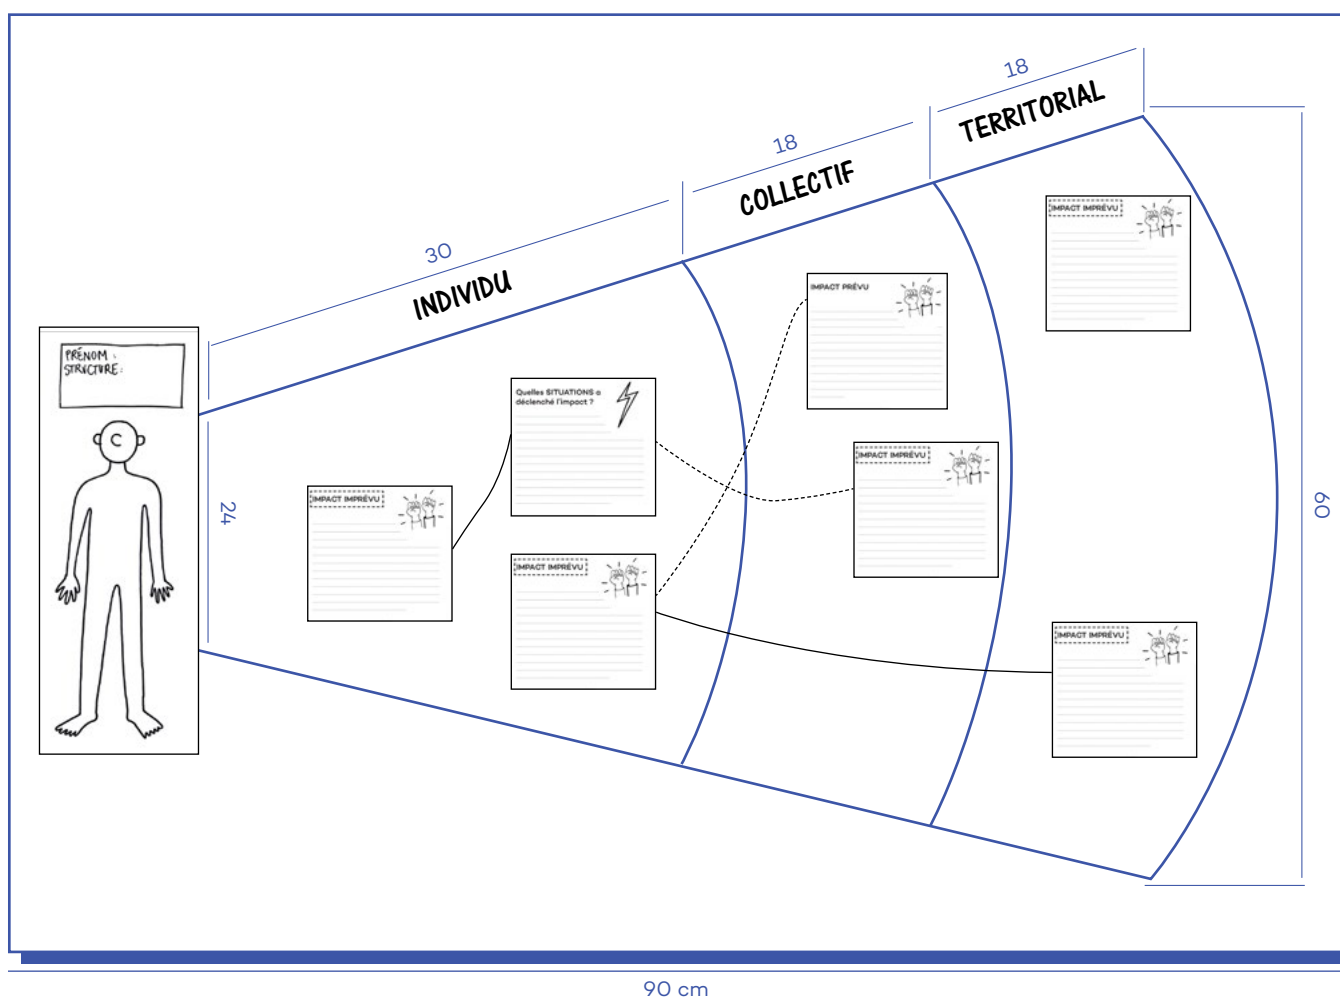 18
TERRITORIAL
18
COLLECTIF
30
INDIVIDU
IMPACT IMPRÉVU
IMPACT PRÉVU
PRÉNOM :
STRUCTURE :
Quelles SITUATIONS a
déclenché l'impact ?
C
IMPACT IMPRÉVU
IMPACT IMPRÉVU
24
60
IMPACT IMPRÉVU
IMPACT IMPRÉVU
90 cm